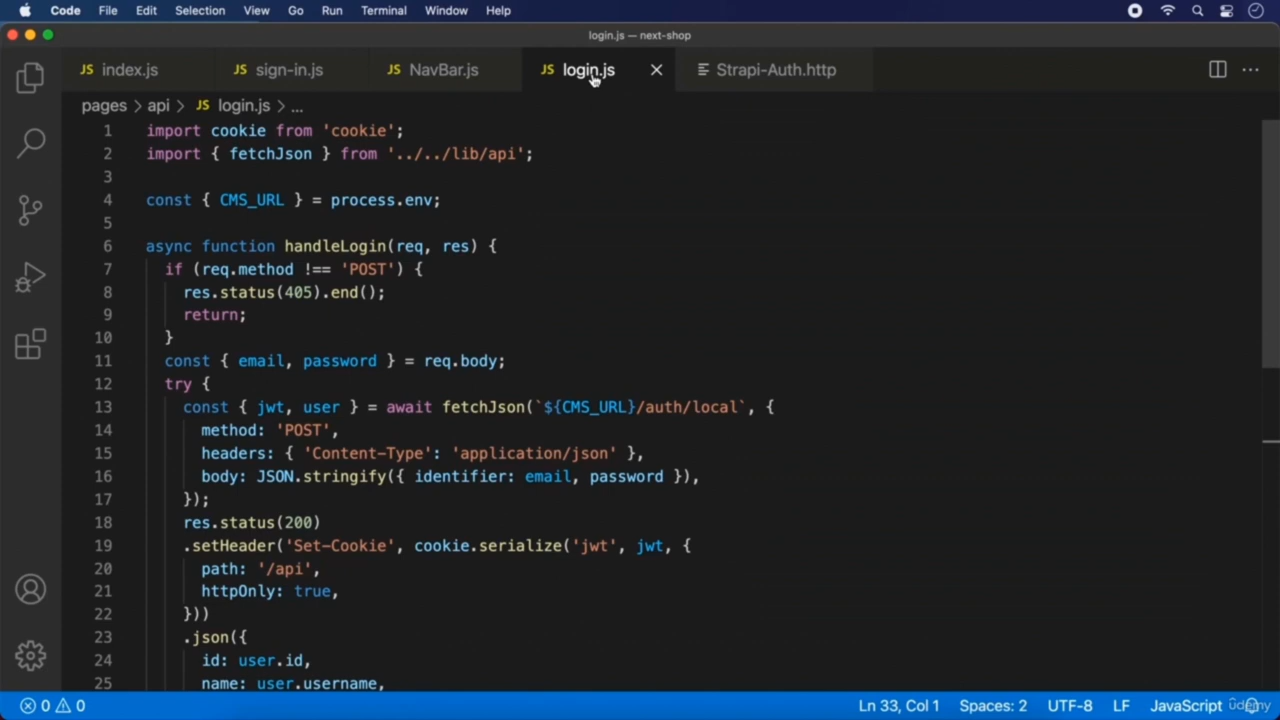 Code File Edit Selection View Go Run Terminal Window Help
login.js — next-shop
JS index.js JS sign-in.js JS NavBar.js JS login.js Strapi-Auth.http
pages > api > JS login.js > ...
1 import cookie from 'cookie';
2 import { fetchJson } from '../../lib/api';
3
4 const { CMS_URL } = process.env;
5
6 async function handleLogin(req, res) {
7 if (req.method !== 'POST') {
8 res.status(405).end();
9 return;
10 }
11 const { email, password } = req.body;
12 try {
13 const { jwt, user } = await fetchJson(`${CMS_URL}/auth/local`, {
14 method: 'POST',
15 headers: { 'Content-Type': 'application/json' },
16 body: JSON.stringify({ identifier: email, password }),
17 });
18 res.status(200)
19 .setHeader('Set-Cookie', cookie.serialize('jwt', jwt, {
20 path: '/api',
21 httpOnly: true,
22 }))
23 .json({
24 id: user.id,
25 name: user.username,
0 0 Ln 33, Col 1 Spaces: 2 UTF-8 LF JavaScript udemy